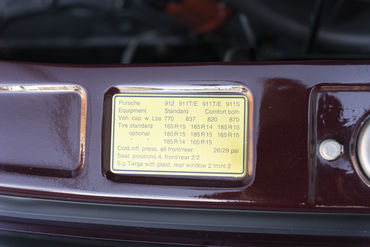 Porsche 912 911T/E 911T/E 911S
Equipment Standard Comfort both
Veh. cap. w. Lbs 770 837 820 870
Tire standard 165R15 185R14 185R15
optional 185R15 165R15 185R15
185R14 165R15
Cold infl. press. all front/rear 26/29 psi
Seat. positions 4, front/rear 2/2
S.p. Targa with plast. rear window 2 front 2